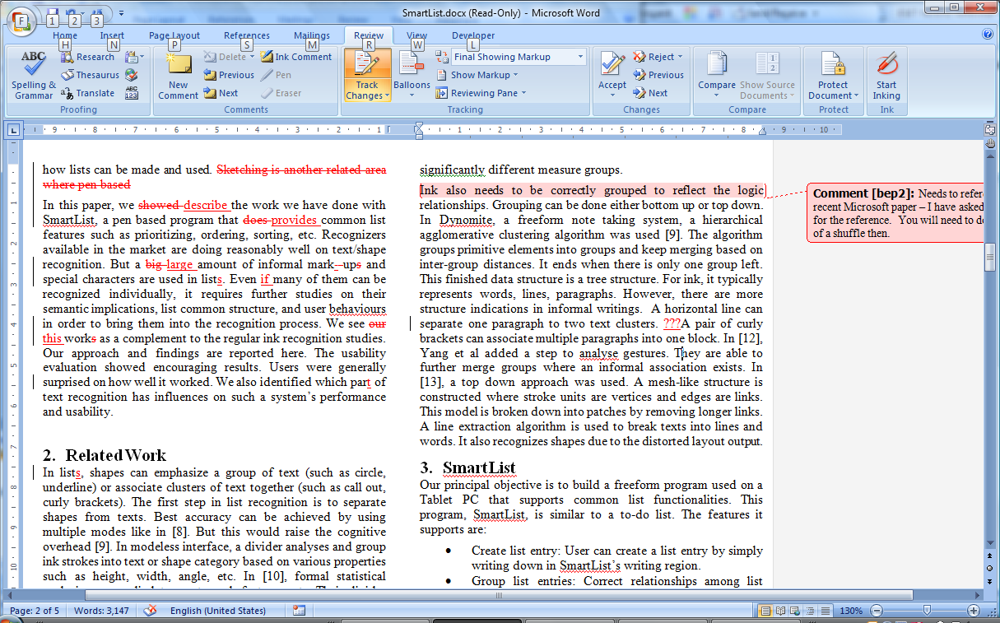 SmartList.docx (Read-Only) - Microsoft Word
F
1 2 3
Home Insert Page Layout References Mailings Review View Developer
H N P S M R W L
ABC
Spelling & Grammar
Research
Thesaurus
Translate
ABC
123
Proofing
New Comment
Delete
Previous
Next
Ink Comment
Pen
Eraser
Comments
Track Changes
Balloons
Final Showing Markup
Show Markup
Reviewing Pane
Tracking
Accept
Reject
Previous
Next
Changes
Compare
Show Source Documents
Compare
Protect Document
Protect
Start Inking
Ink
9 8 7 6 5 4 3 2 1 1 2 3 4 5 6 7 8 9 10
how lists can be made and used. Sketching is another related area
where pen based
In this paper, we showed describe the work we have done with
SmartList, a pen based program that does provides common list
features such as prioritizing, ordering, sorting, etc. Recognizers
available in the market are doing reasonably well on text/shape
recognition. But a big large amount of informal mark--ups and
special characters are used in lists. Even if many of them can be
recognized individually, it requires further studies on their
semantic implications, list common structure, and user behaviours
in order to bring them into the recognition process. We see our
this works as a complement to the regular ink recognition studies.
Our approach and findings are reported here. The usability
evaluation showed encouraging results. Users were generally
surprised on how well it worked. We also identified which part of
text recognition has influences on such a system's performance
and usability.
2. Related Work
In lists, shapes can emphasize a group of text (such as circle,
underline) or associate clusters of text together (such as call out,
curly brackets). The first step in list recognition is to separate
shapes from texts. Best accuracy can be achieved by using
multiple modes like in [8]. But this would raise the cognitive
overhead [9]. In modeless interface, a divider analyses and group
ink strokes into text or shape category based on various properties
such as height, width, angle, etc. In [10], formal statistical
significantly different measure groups.
Ink also needs to be correctly grouped to reflect the logic
relationships. Grouping can be done either bottom up or top down.
In Dynomite, a freeform note taking system, a hierarchical
agglomerative clustering algorithm was used [9]. The algorithm
groups primitive elements into groups and keep merging based on
inter-group distances. It ends when there is only one group left.
This finished data structure is a tree structure. For ink, it typically
represents words, lines, paragraphs. However, there are more
structure indications in informal writings. A horizontal line can
separate one paragraph to two text clusters. ???A pair of curly
brackets can associate multiple paragraphs into one block. In [12],
Yang et al added a step to analyse gestures. They are able to
further merge groups where an informal association exists. In
[13], a top down approach was used. A mesh-like structure is
constructed where stroke units are vertices and edges are links.
This model is broken down into patches by removing longer links.
A line extraction algorithm is used to break texts into lines and
words. It also recognizes shapes due to the distorted layout output.
3. SmartList
Our principal objective is to build a freeform program used on a
Tablet PC that supports common list functionalities. This
program, SmartList, is similar to a to-do list. The features it
supports are:
• Create list entry: User can create a list entry by simply
writing down in SmartList's writing region.
• Group list entries: Correct relationships among list
Comment [bep2]: Needs to refer
recent Microsoft paper – I have asked
for the reference. You will need to do
of a shuffle then.
Page: 2 of 5 Words: 3,147 English (United States) 130%